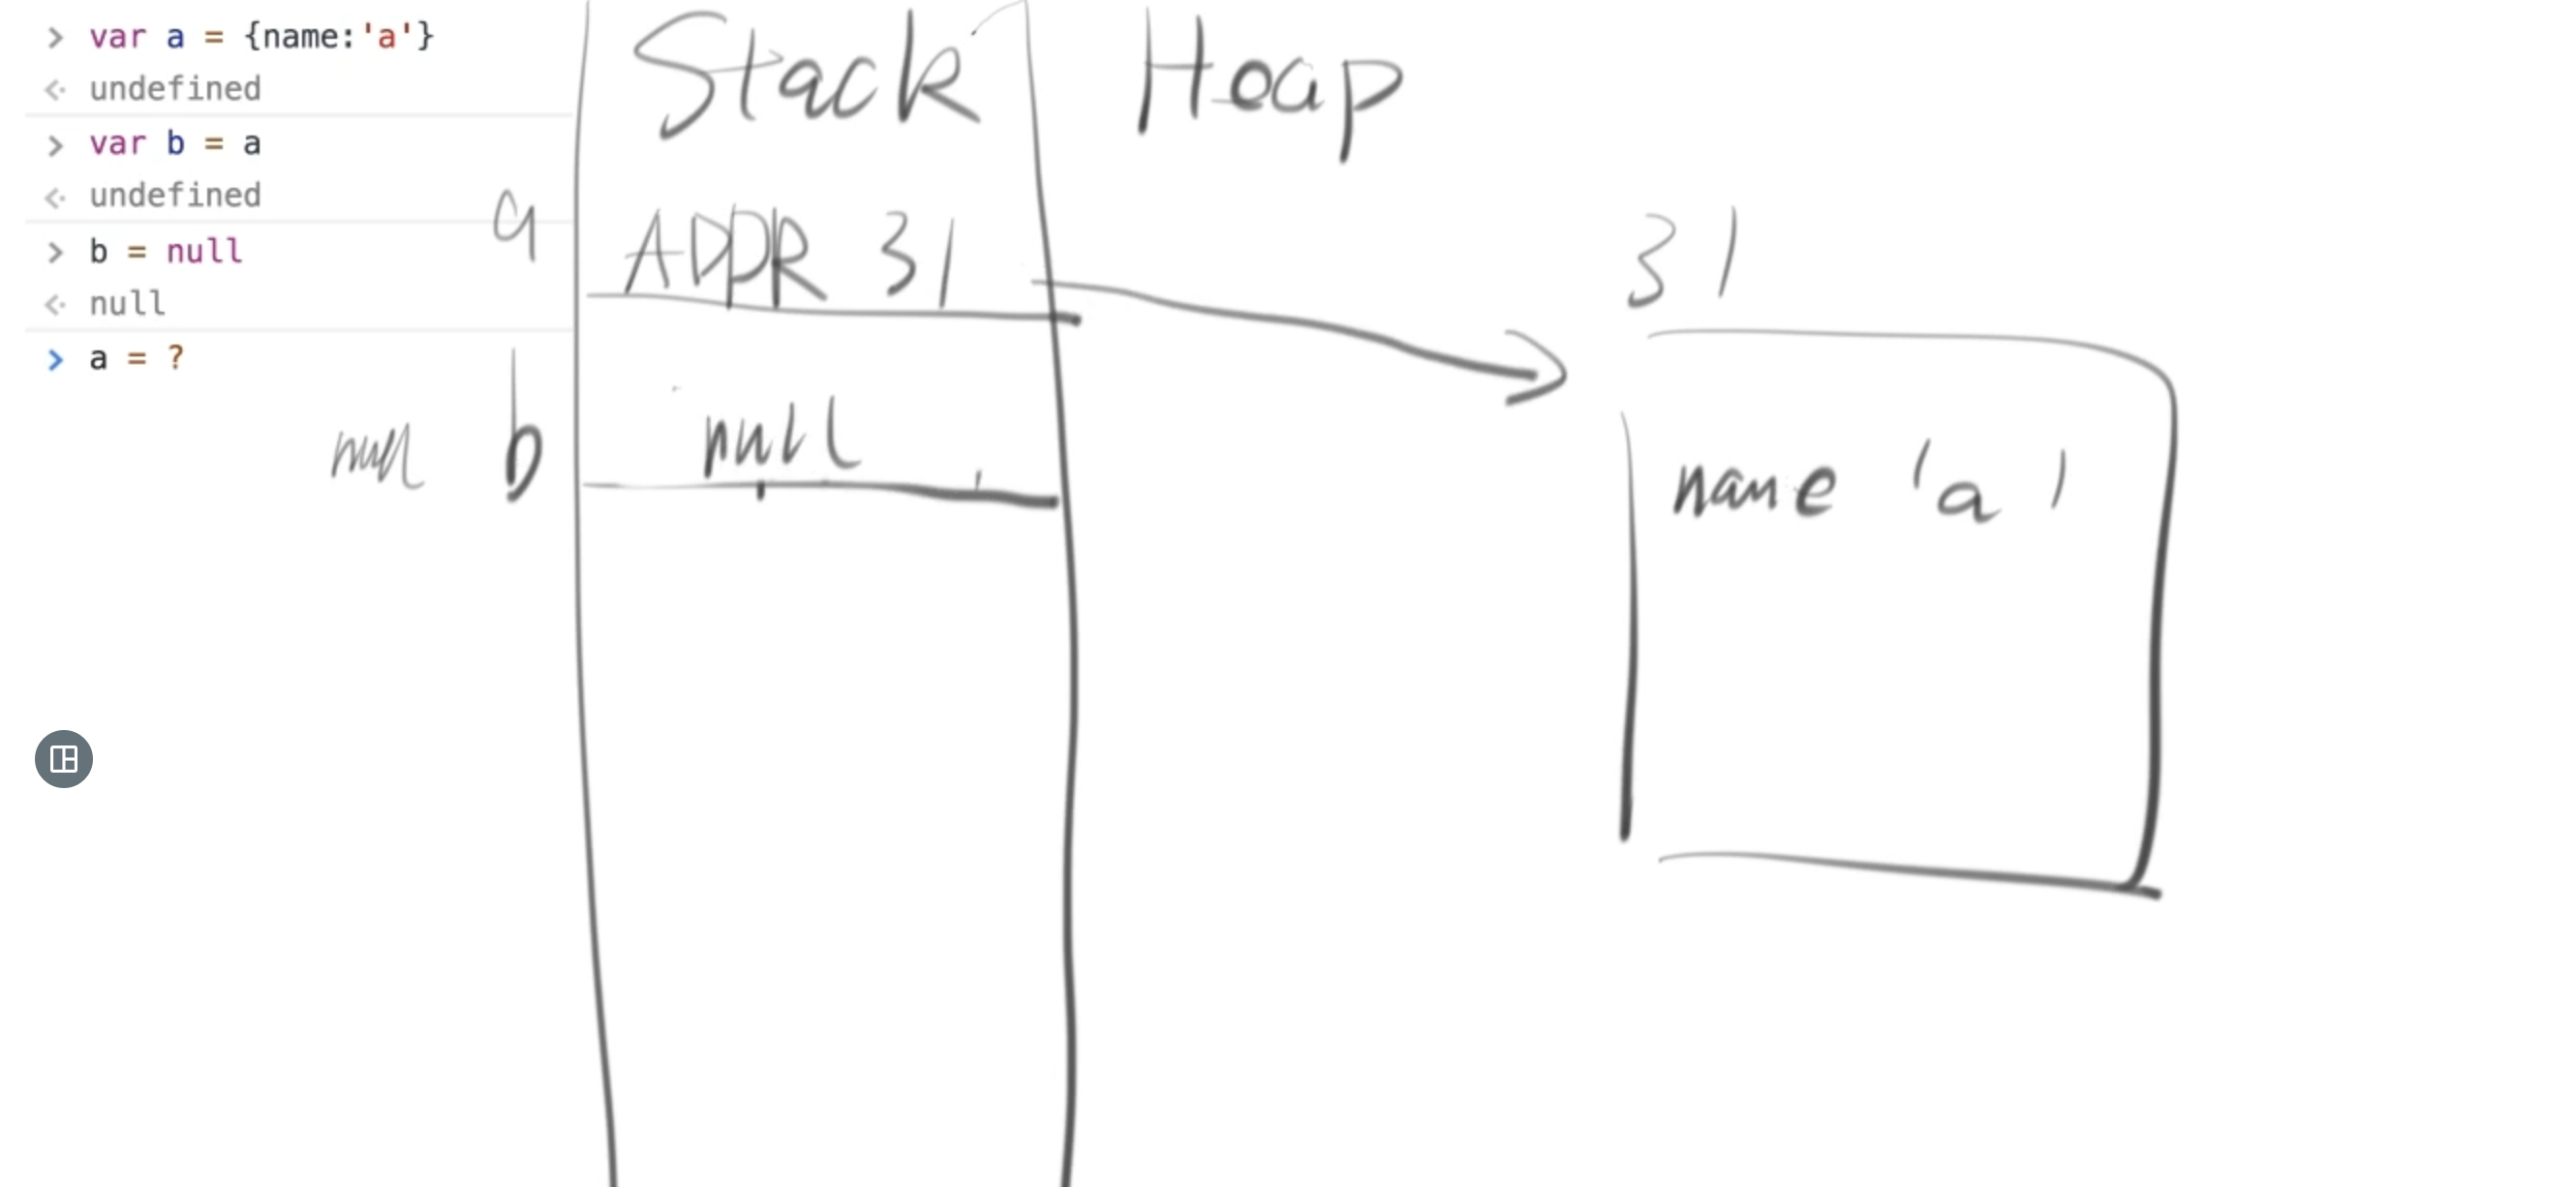 > var a = {name:'a'}
<· undefined
> var b = a
<· undefined
> b = null
<· null
> a = ?
Stack
Heap
a ADDR 31
31
null b null
name 'a'